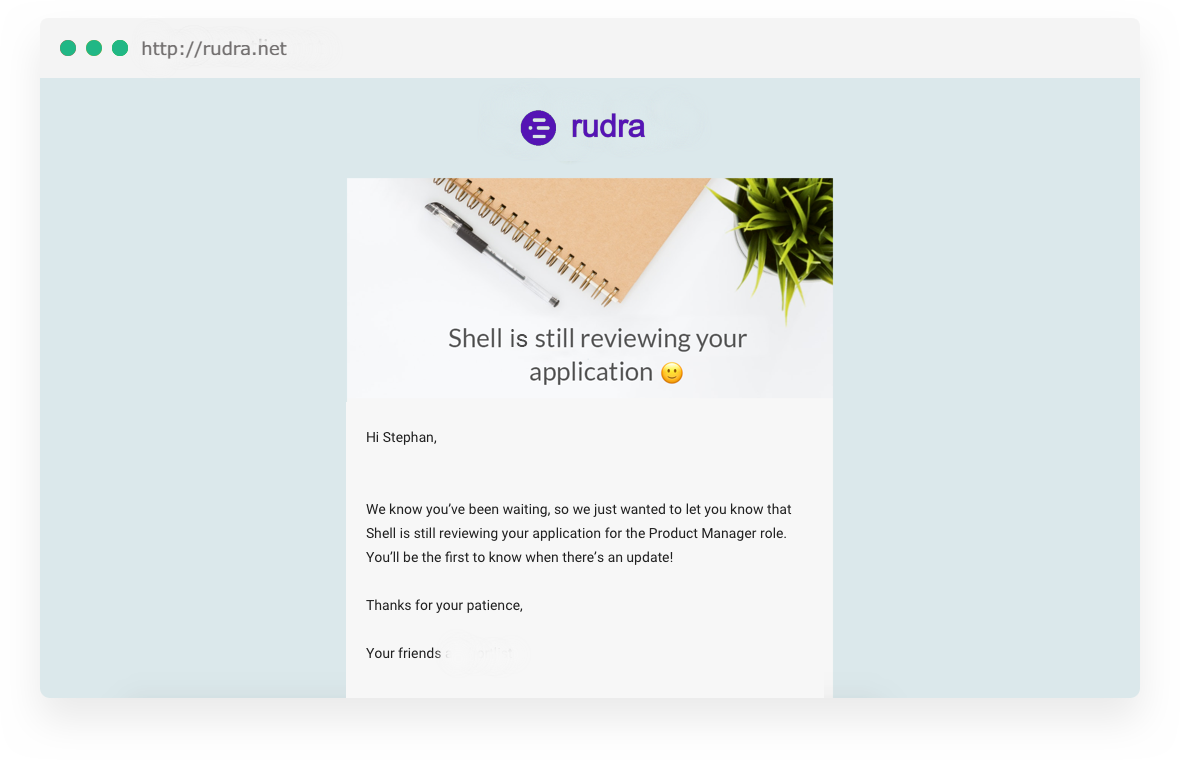 http://rudra.net
rudra
Shell is still reviewing your
application 🙂
Hi Stephan,
We know you’ve been waiting, so we just wanted to let you know that
Shell is still reviewing your application for the Product Manager role.
You’ll be the first to know when there’s an update!
Thanks for your patience,
Your friends